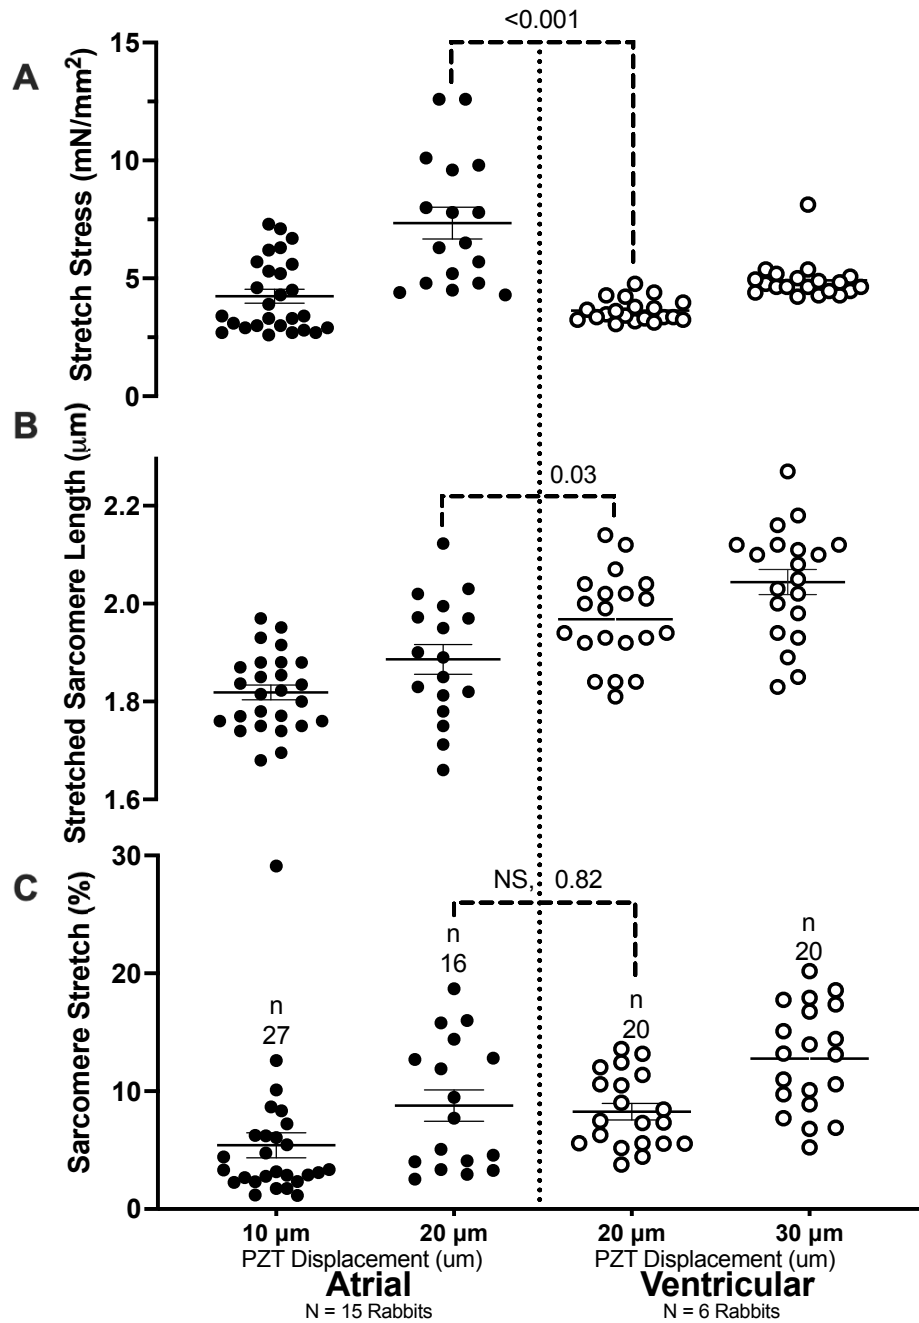 <0.001
A
Stretch Stress (mN/mm²)
15
10
5
0
B
Stretched Sarcomere Length (μm)
0.03
2.2
2.0
1.8
1.6
C
Sarcomere Stretch (%)
30
20
10
0
NS, 0.82
n
27
n
16
n
20
n
20
10 μm
20 μm
20 μm
30 μm
PZT Displacement (um)
PZT Displacement (um)
Atrial
Ventricular
N = 15 Rabbits
N = 6 Rabbits